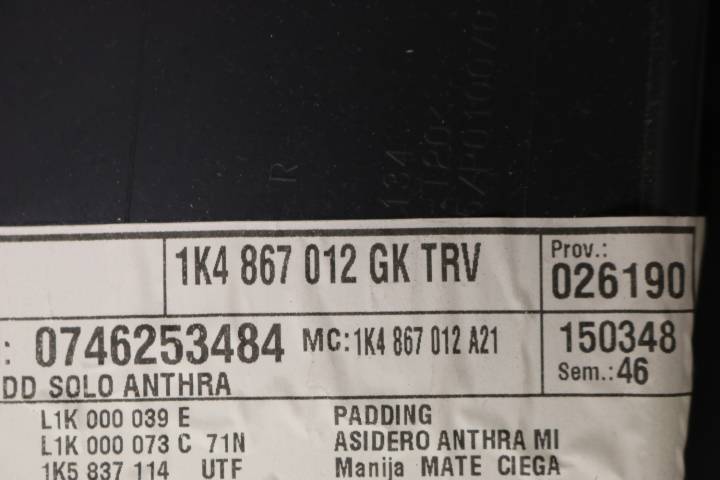 R
1K4 867 012 GK TRV
Prov.:
026190
: 0746253484 MC:1K4 867 012 A21
150348
DD SOLO ANTHRA
Sem.:46
L1K 000 039 E PADDING
L1K 000 073 C 71N ASIDERO ANTHRA MI
1K5 837 114 UTF Manija MATE CIEGA